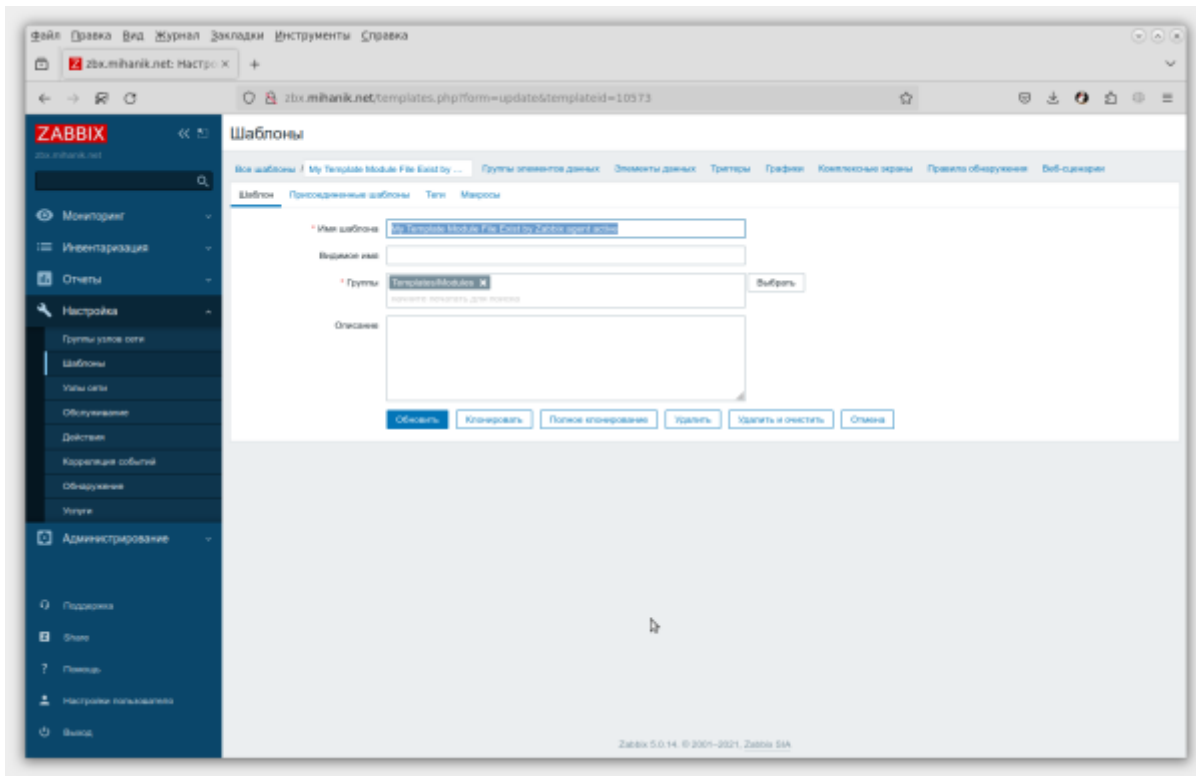 Файл Правка Вид Журнал Закладки Инструменты Справка
zbx.mihanik.net: Настро
zbx.mihanik.net/templates.php?form=update&templateid=10573
ZABBIX
zbx.mihanik.net
Шаблоны
Все шаблоны / My Template Module File Exist by ... Группы элементов данных Элементы данных Триггеры Графики Комплексные экраны Правила обнаружения Веб-сценарии
Шаблон Присоединенные шаблоны Теги Макросы
* Имя шаблона My Template Module File Exist by Zabbix agent active
Видимое имя
* Группы Templates/Modules Выбрать
начните печатать для поиска
Описание
Обновить Клонировать Полное клонирование Удалить Удалить и очистить Отмена
Мониторинг
Инвентаризация
Отчеты
Настройка
Группы узлов сети
Шаблоны
Узлы сети
Обслуживание
Действия
Корреляция событий
Обнаружение
Услуги
Администрирование
Поддержка
Share
Помощь
Настройки пользователя
Выход
Zabbix 5.0.14. © 2001–2021, Zabbix SIA